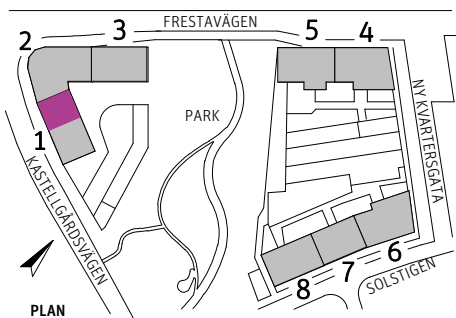 FRESTAVÄGEN
2
3
5
4
1
PARK
NY KVARTERSGATA
KASTELLGÅRDSVÄGEN
6
7
8
SOLSTIGEN
PLAN